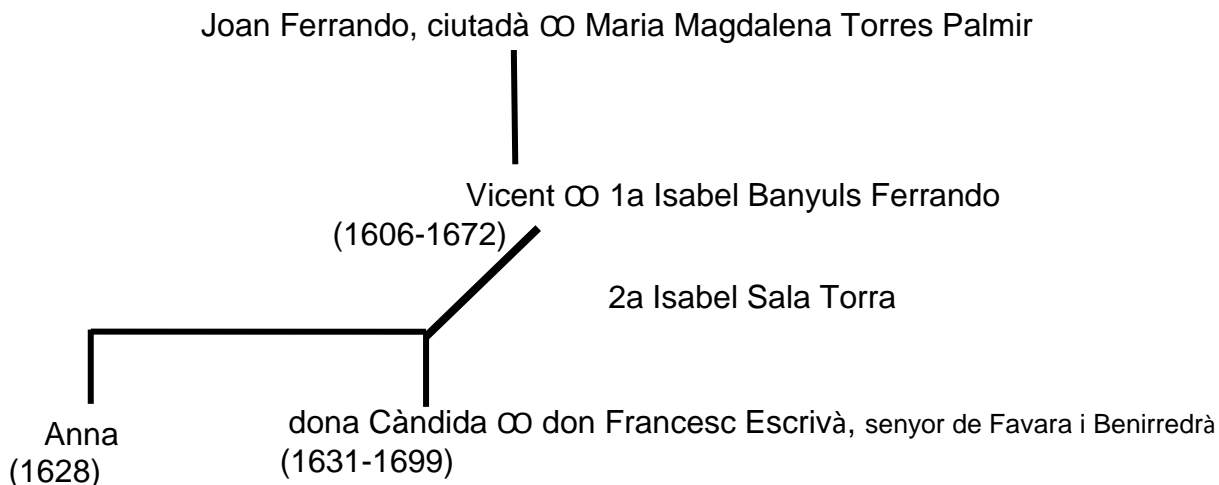 Joan Ferrando, ciutadà ꝏ Maria Magdalena Torres Palmir
Vicent ꝏ 1a Isabel Banyuls Ferrando
(1606-1672)
2a Isabel Sala Torra
Anna
(1628)
dona Càndida ꝏ don Francesc Escrivà, senyor de Favara i Benirredrà
(1631-1699)